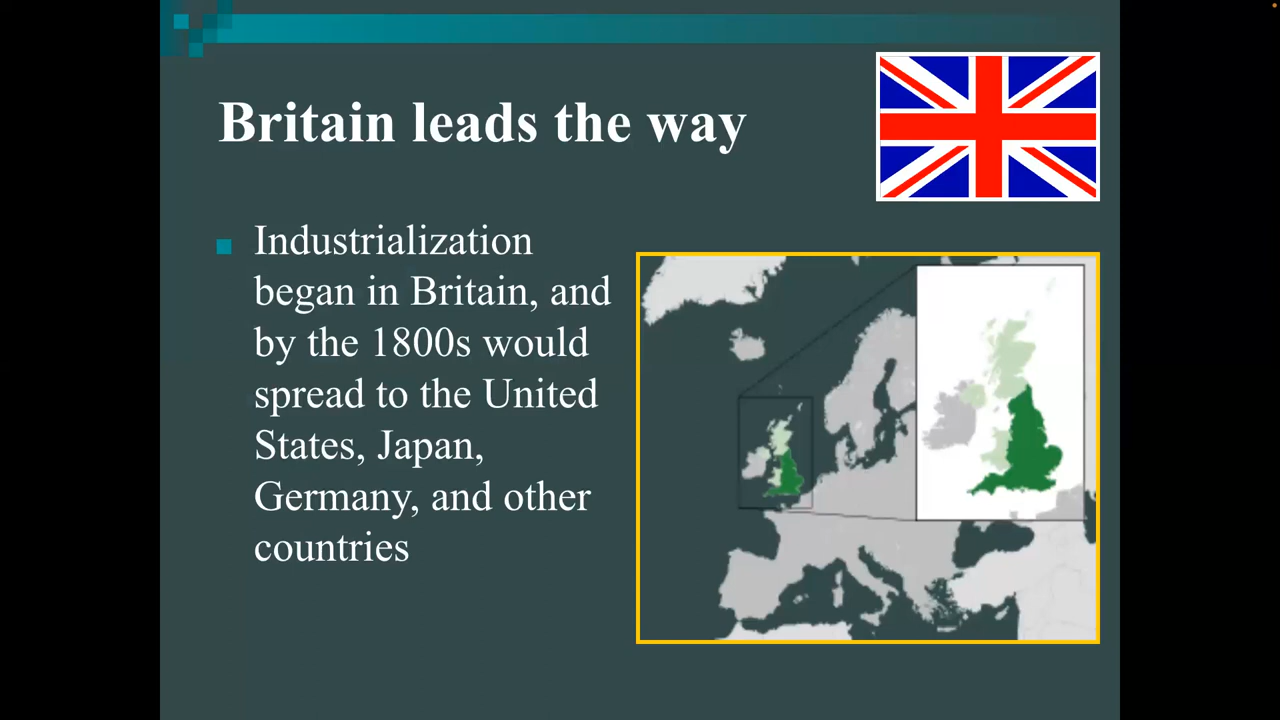 Britain leads the way
Industrialization
began in Britain, and
by the 1800s would
spread to the United
States, Japan,
Germany, and other
countries